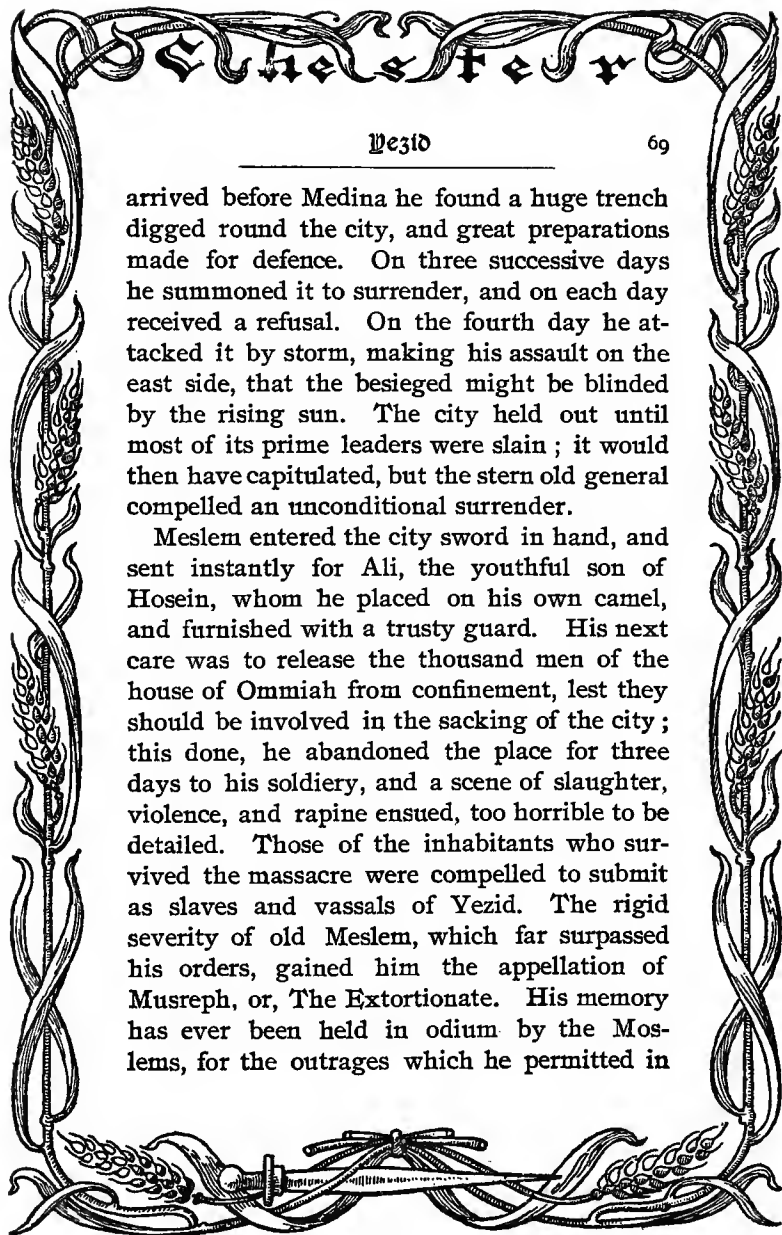 Chester
Yezid 69
arrived before Medina he found a huge trench
digged round the city, and great preparations
made for defence. On three successive days
he summoned it to surrender, and on each day
received a refusal. On the fourth day he at-
tacked it by storm, making his assault on the
east side, that the besieged might be blinded
by the rising sun. The city held out until
most of its prime leaders were slain ; it would
then have capitulated, but the stern old general
compelled an unconditional surrender.
Meslem entered the city sword in hand, and
sent instantly for Ali, the youthful son of
Hosein, whom he placed on his own camel,
and furnished with a trusty guard. His next
care was to release the thousand men of the
house of Ommiah from confinement, lest they
should be involved in the sacking of the city ;
this done, he abandoned the place for three
days to his soldiery, and a scene of slaughter,
violence, and rapine ensued, too horrible to be
detailed. Those of the inhabitants who sur-
vived the massacre were compelled to submit
as slaves and vassals of Yezid. The rigid
severity of old Meslem, which far surpassed
his orders, gained him the appellation of
Musreph, or, The Extortionate. His memory
has ever been held in odium by the Mos-
lems, for the outrages which he permitted in